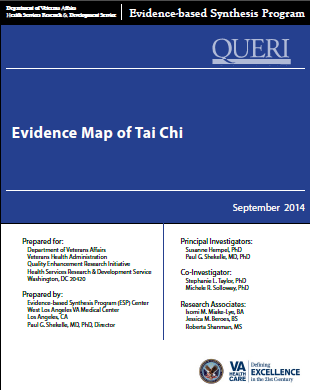 Department of Veterans Affairs
Health Services Research & Development Service
Evidence-based Synthesis Program
QUERI
Evidence Map of Tai Chi
September 2014
Prepared for:
Department of Veterans Affairs
Veterans Health Administration
Quality Enhancement Research Initiative
Health Services Research & Development Service
Washington, DC 20420
Prepared by:
Evidence-based Synthesis Program (ESP) Center
West Los Angeles VA Medical Center
Los Angeles, CA
Paul G. Shekelle, MD, PhD, Director
Principal Investigators:
Susanne Hempel, PhD
Paul G. Shekelle, MD, PhD
Co-Investigator:
Stephanie L. Taylor, PhD
Michele R. Solloway, PhD
Research Associates:
Isomi M. Miake-Lye, BA
Jessica M. Beroes, BS
Roberta Shanman, MS
VA
HEALTH
CARE
Defining
EXCELLENCE
in the 21st Century